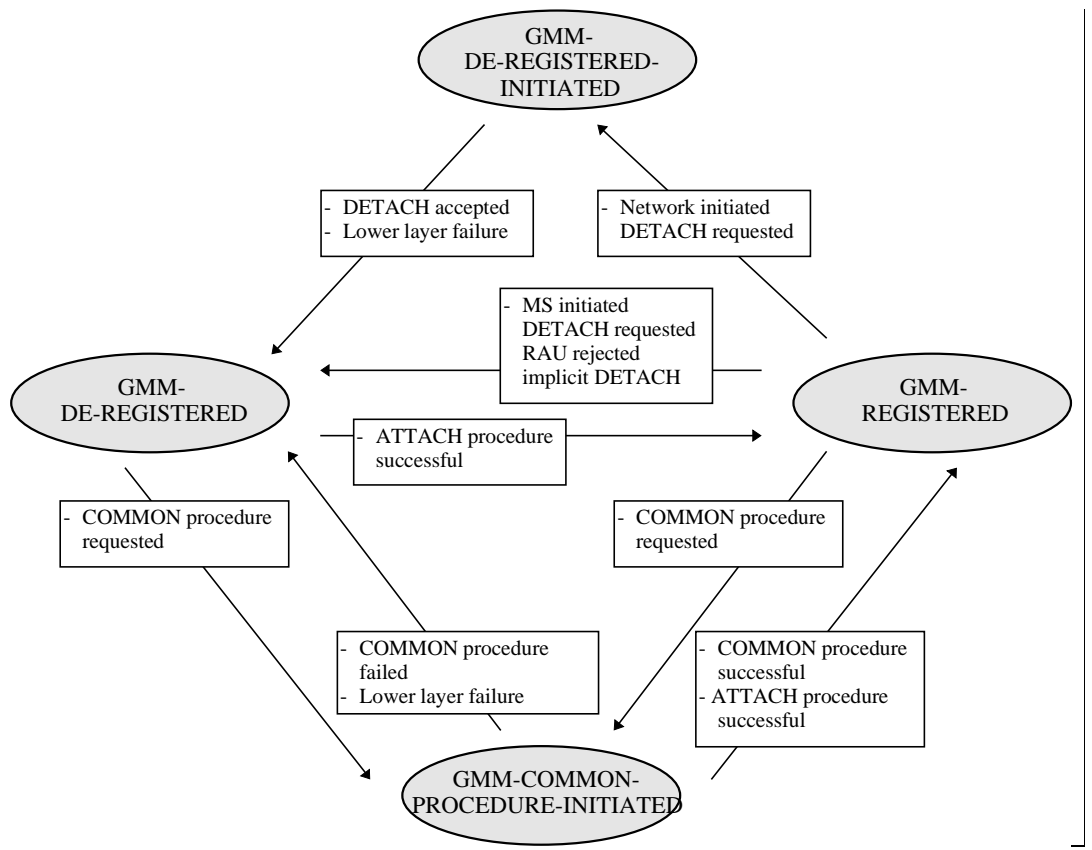 GMM-
DE-REGISTERED-
INITIATED
- DETACH accepted
- Lower layer failure
- Network initiated
DETACH requested
- MS initiated
DETACH requested
RAU rejected
implicit DETACH
GMM-
DE-REGISTERED
GMM-
REGISTERED
- ATTACH procedure
successful
- COMMON procedure
requested
- COMMON procedure
requested
- COMMON procedure
failed
- Lower layer failure
- COMMON procedure
successful
- ATTACH procedure
successful
GMM-COMMON-
PROCEDURE-INITIATED